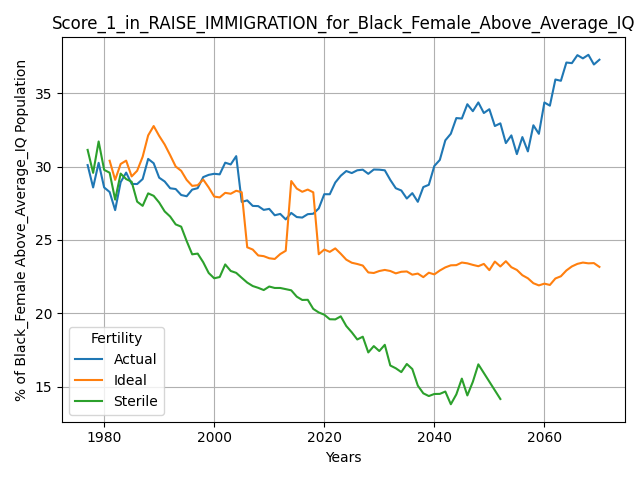 Score_1_in_RAISE_IMMIGRATION_for_Black_Female_Above_Average_IQ
% of Black_Female Above_Average_IQ Population
35
30
25
20
15
Fertility
Actual
Ideal
Sterile
1980 2000 2020 2040 2060
Years